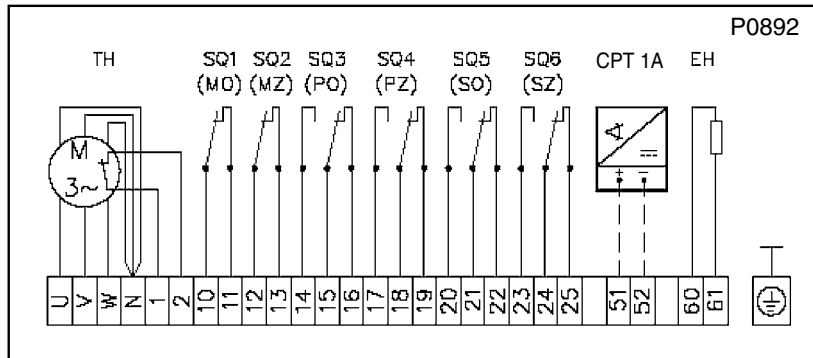 P0892
TH SQ1 SQ2 SQ3 SQ4 SQ5 SQ6 CPT 1A EH
(MO) (MZ) (PO) (PZ) (SO) (SZ)
M
3~
A
+ −
U V W N 1 2 10 11 12 13 14 15 16 17 18 19 20 21 22 23 24 25 51 52 60 61